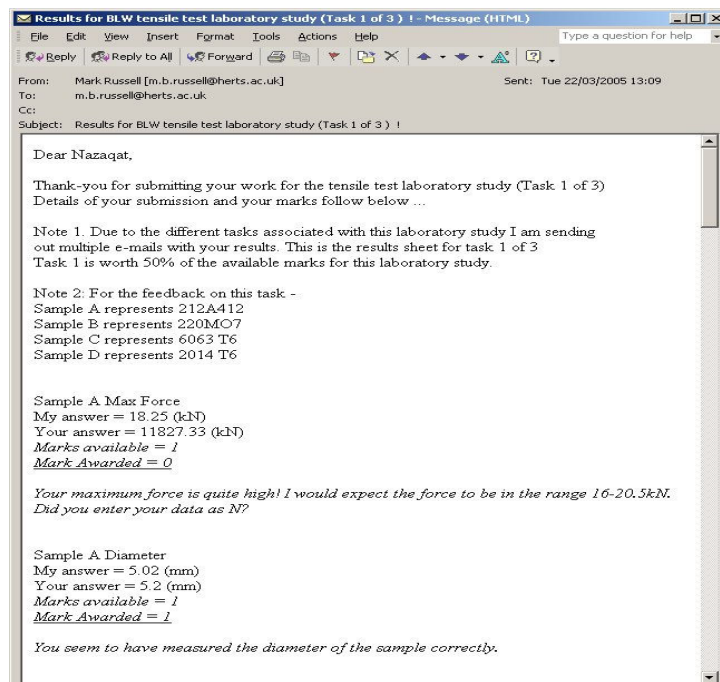 Results for BLW tensile test laboratory study (Task 1 of 3 ) ! - Message (HTML)
File Edit View Insert Format Tools Actions Help Type a question for help
Reply Reply to All Forward
From: Mark Russell [m.b.russell@herts.ac.uk] Sent: Tue 22/03/2005 13:09
To: m.b.russell@herts.ac.uk
Cc:
Subject: Results for BLW tensile test laboratory study (Task 1 of 3 ) !
Dear Nazaqat,
Thank-you for submitting your work for the tensile test laboratory study (Task 1 of 3)
Details of your submission and your marks follow below ...
Note 1. Due to the different tasks associated with this laboratory study I am sending
out multiple e-mails with your results. This is the results sheet for task 1 of 3
Task 1 is worth 50% of the available marks for this laboratory study.
Note 2: For the feedback on this task -
Sample A represents 212A412
Sample B represents 220MO7
Sample C represents 6063 T6
Sample D represents 2014 T6
Sample A Max Force
My answer = 18.25 (kN)
Your answer = 11827.33 (kN)
Marks available = 1
Mark Awarded = 0
Your maximum force is quite high! I would expect the force to be in the range 16-20.5kN.
Did you enter your data as N?
Sample A Diameter
My answer = 5.02 (mm)
Your answer = 5.2 (mm)
Marks available = 1
Mark Awarded = 1
You seem to have measured the diameter of the sample correctly.